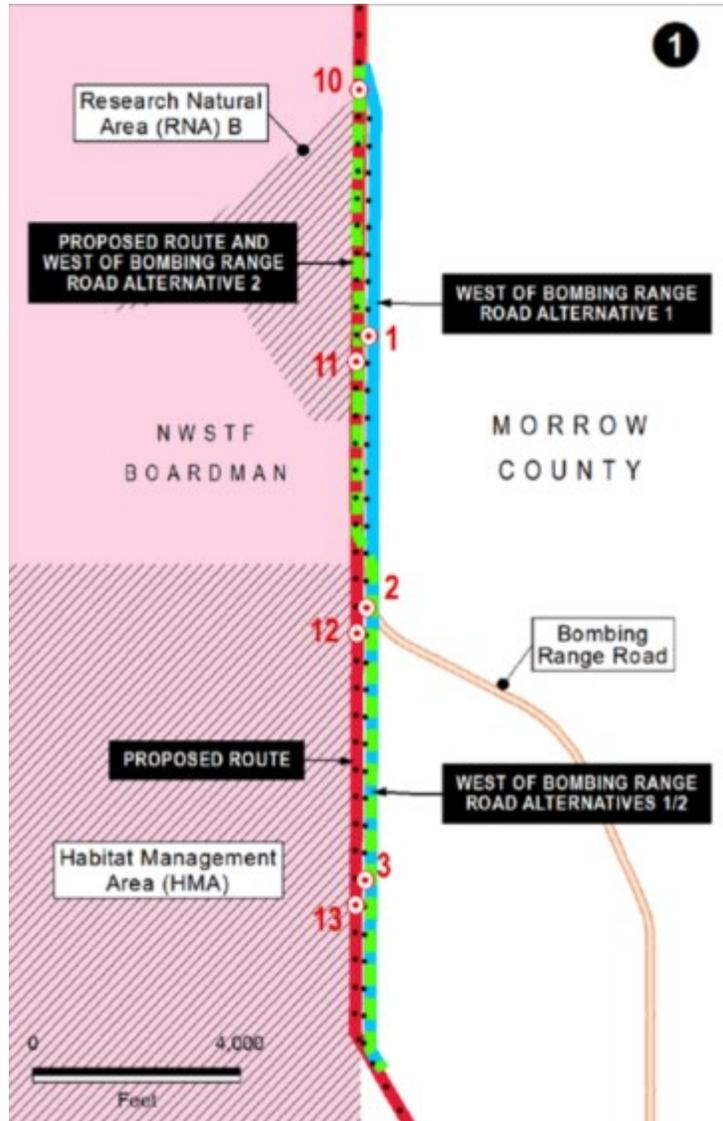 1
10
Research Natural
Area (RNA) B
PROPOSED ROUTE AND
WEST OF BOMBING RANGE
ROAD ALTERNATIVE 2
WEST OF BOMBING RANGE
ROAD ALTERNATIVE 1
1
11
NWSTF
BOARDMAN
MORROW
COUNTY
2
12
Bombing
Range Road
PROPOSED ROUTE
WEST OF BOMBING RANGE
ROAD ALTERNATIVES 1/2
Habitat Management
Area (HMA)
3
13
0 4,000
Feet